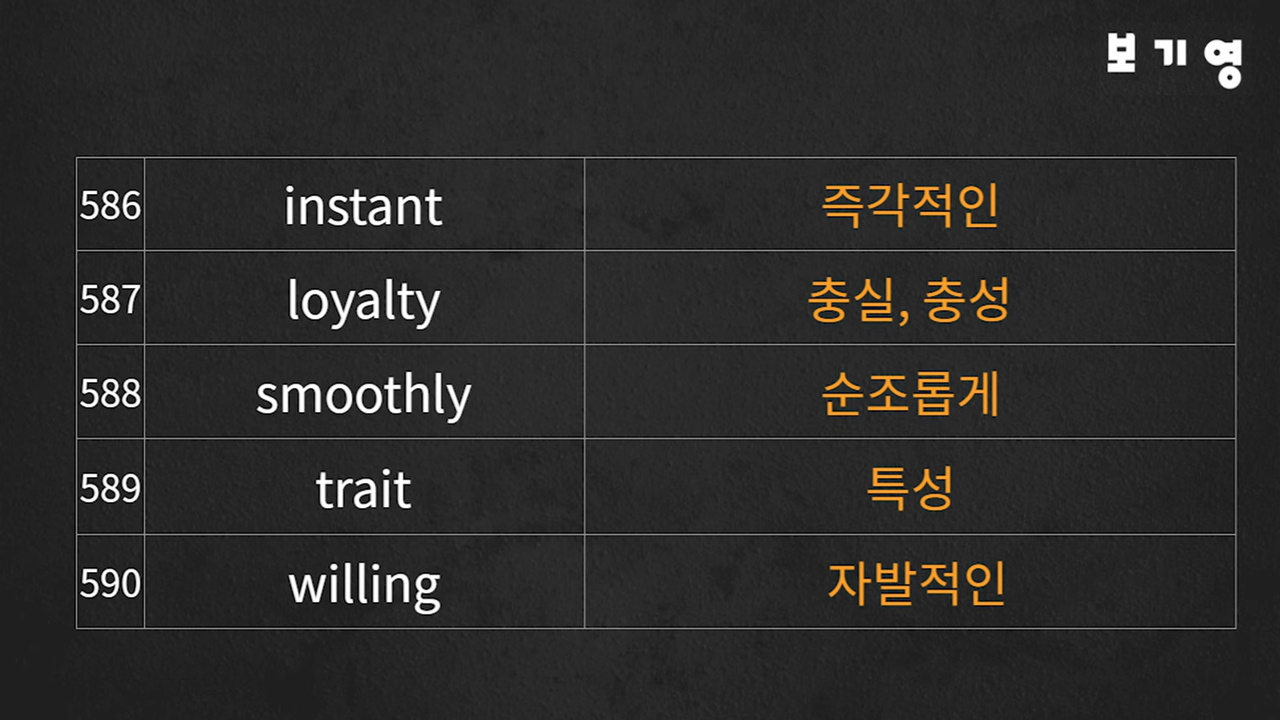 보기영
586 instant 즉각적인
587 loyalty 충실, 충성
588 smoothly 순조롭게
589 trait 특성
590 willing 자발적인